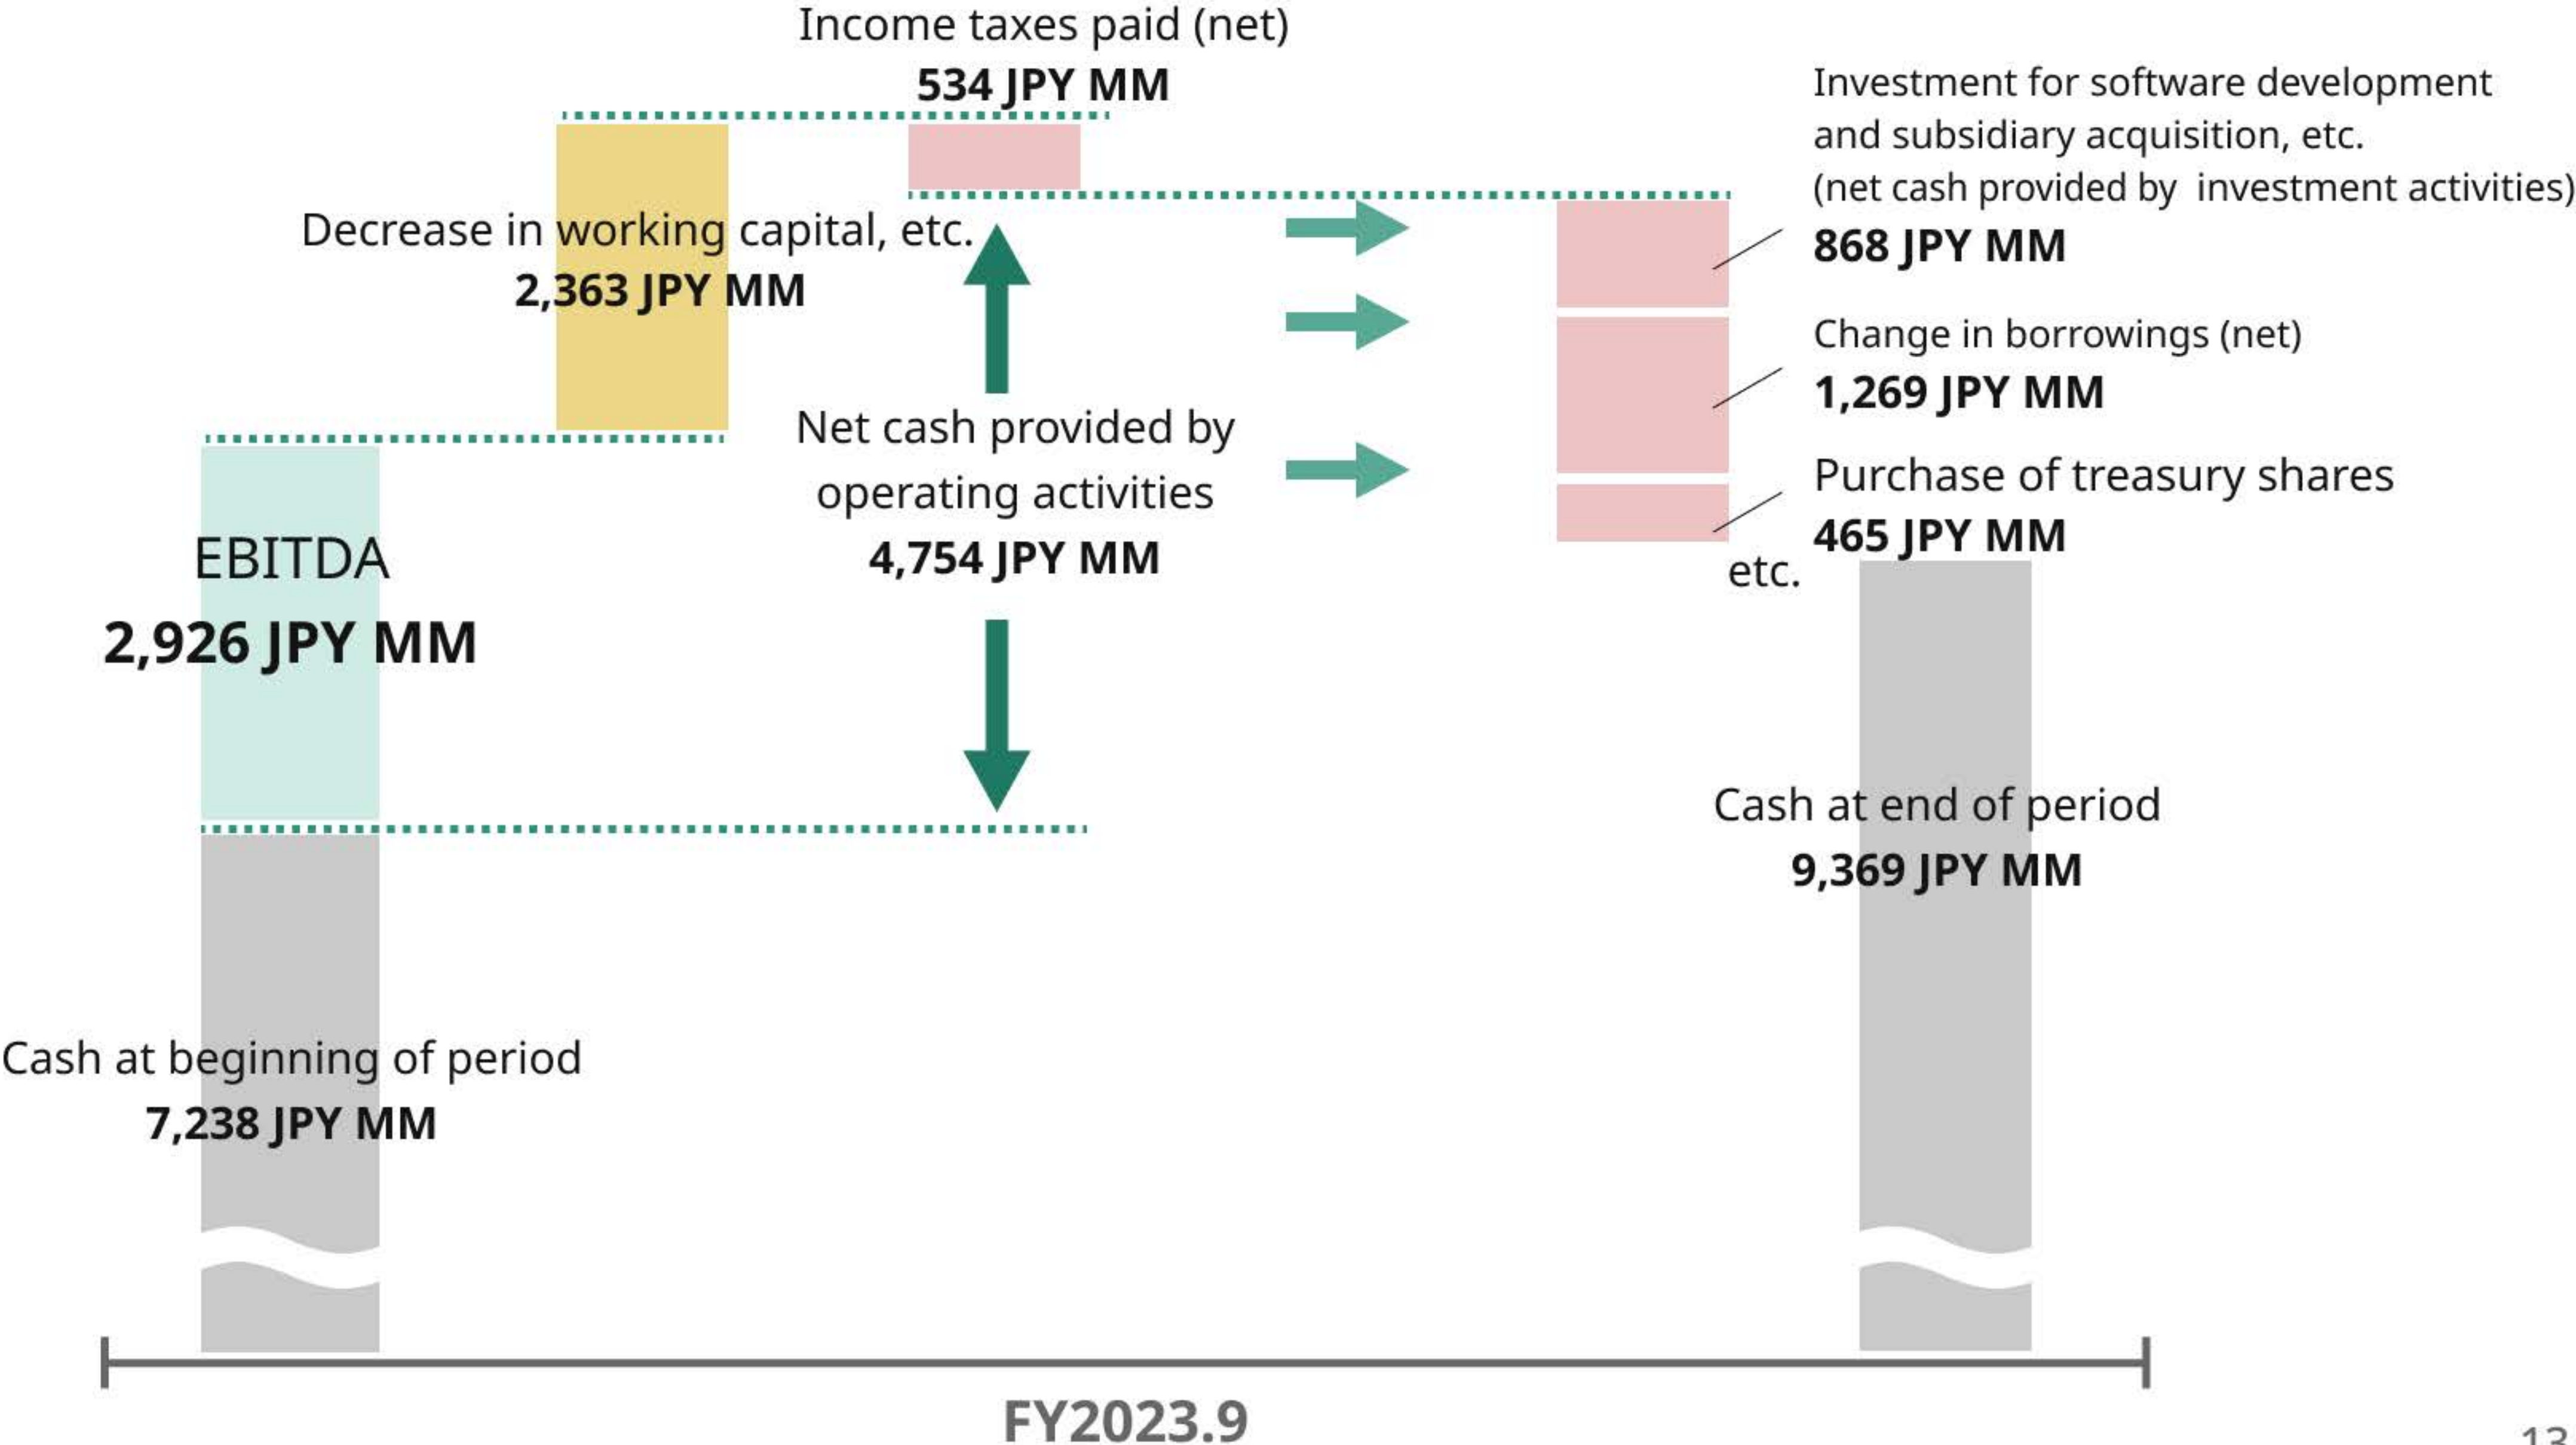 Income taxes paid (net)
534 JPY MM
Investment for software development
and subsidiary acquisition, etc.
(net cash provided by  investment activities)
868 JPY MM
Decrease in working capital, etc.
2,363 JPY MM
Change in borrowings (net)
1,269 JPY MM
Net cash provided by
operating activities
4,754 JPY MM
Purchase of treasury shares
465 JPY MM
etc.
EBITDA
2,926 JPY MM
Cash at end of period
9,369 JPY MM
Cash at beginning of period
7,238 JPY MM
FY2023.9
13